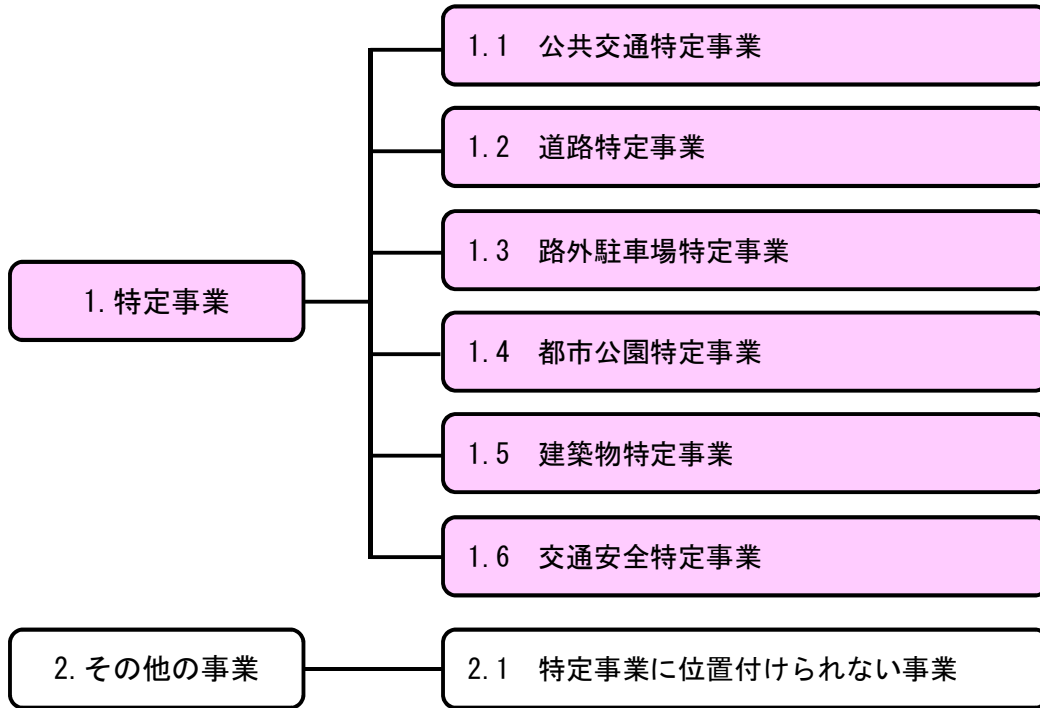 1.特定事業
1.1 公共交通特定事業
1.2 道路特定事業
1.3 路外駐車場特定事業
1.4 都市公園特定事業
1.5 建築物特定事業
1.6 交通安全特定事業
2.その他の事業
2.1 特定事業に位置付けられない事業